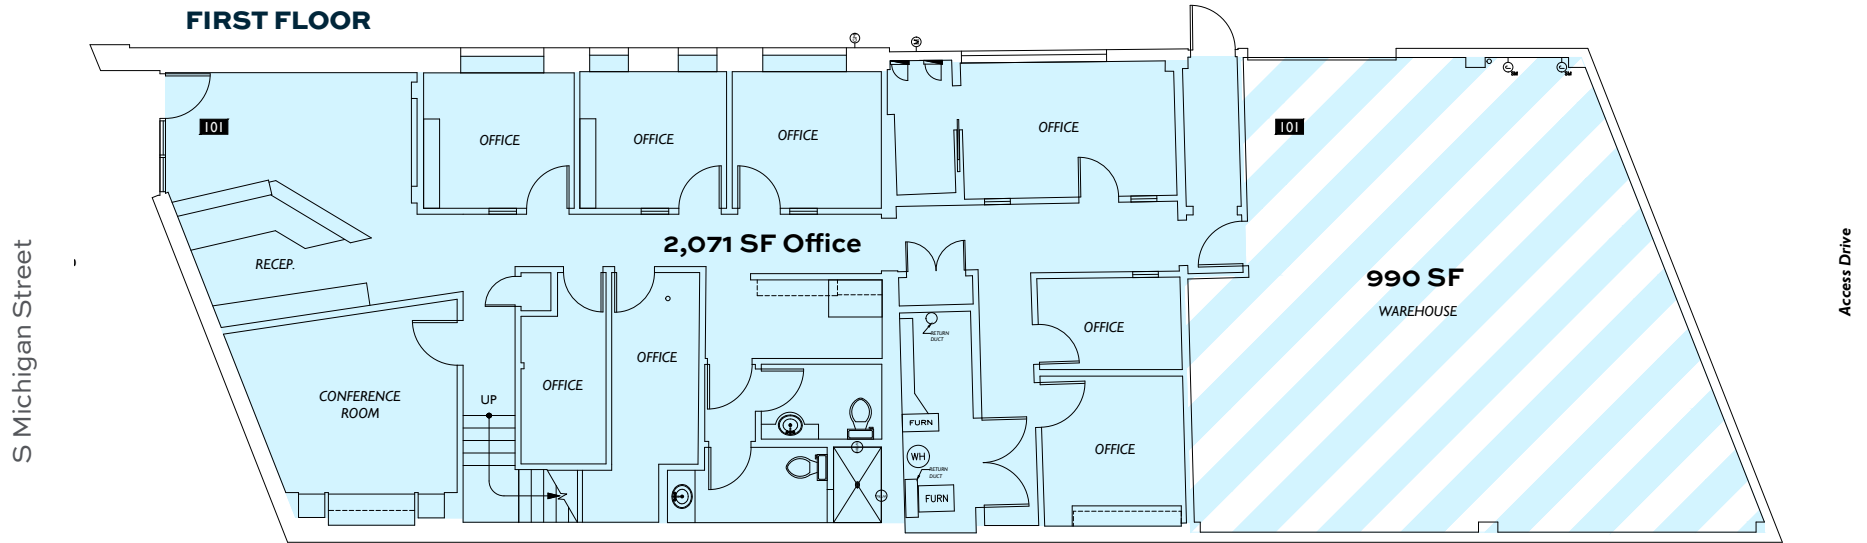 FIRST FLOOR
S Michigan Street
101
OFFICE
OFFICE
OFFICE
OFFICE
101
2,071 SF Office
RECEP.
990 SF
WAREHOUSE
Access Drive
CONFERENCE
ROOM
UP
OFFICE
OFFICE
RETURN
DUCT
OFFICE
FURN
WH
RETURN
DUCT
FURN
OFFICE